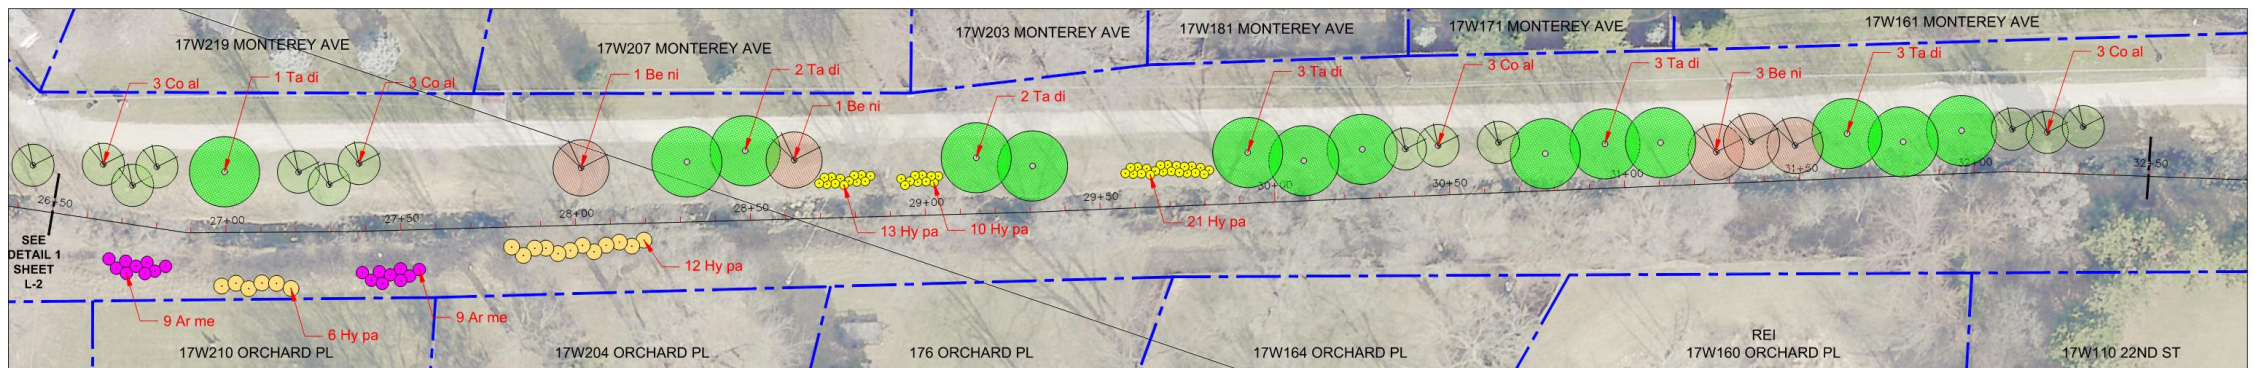 17W219 MONTEREY AVE
17W207 MONTEREY AVE
17W203 MONTEREY AVE
17W181 MONTEREY AVE
17W171 MONTEREY AVE
17W161 MONTEREY AVE
3 Co al
1 Ta di
3 Co al
1 Be ni
2 Ta di
1 Be ni
2 Ta di
3 Ta di
3 Co al
3 Ta di
3 Be ni
3 Ta di
3 Co al
26+50
27+00
27+50
28+00
28+50
29+00
29+50
30+00
30+50
31+00
31+50
32+00
32+50
SEE
DETAIL 1
SHEET
L-2
13 Hy pa
10 Hy pa
21 Hy pa
12 Hy pa
9 Ar me
6 Hy pa
9 Ar me
17W210 ORCHARD PL
17W204 ORCHARD PL
176 ORCHARD PL
17W164 ORCHARD PL
REI
17W160 ORCHARD PL
17W110 22ND ST